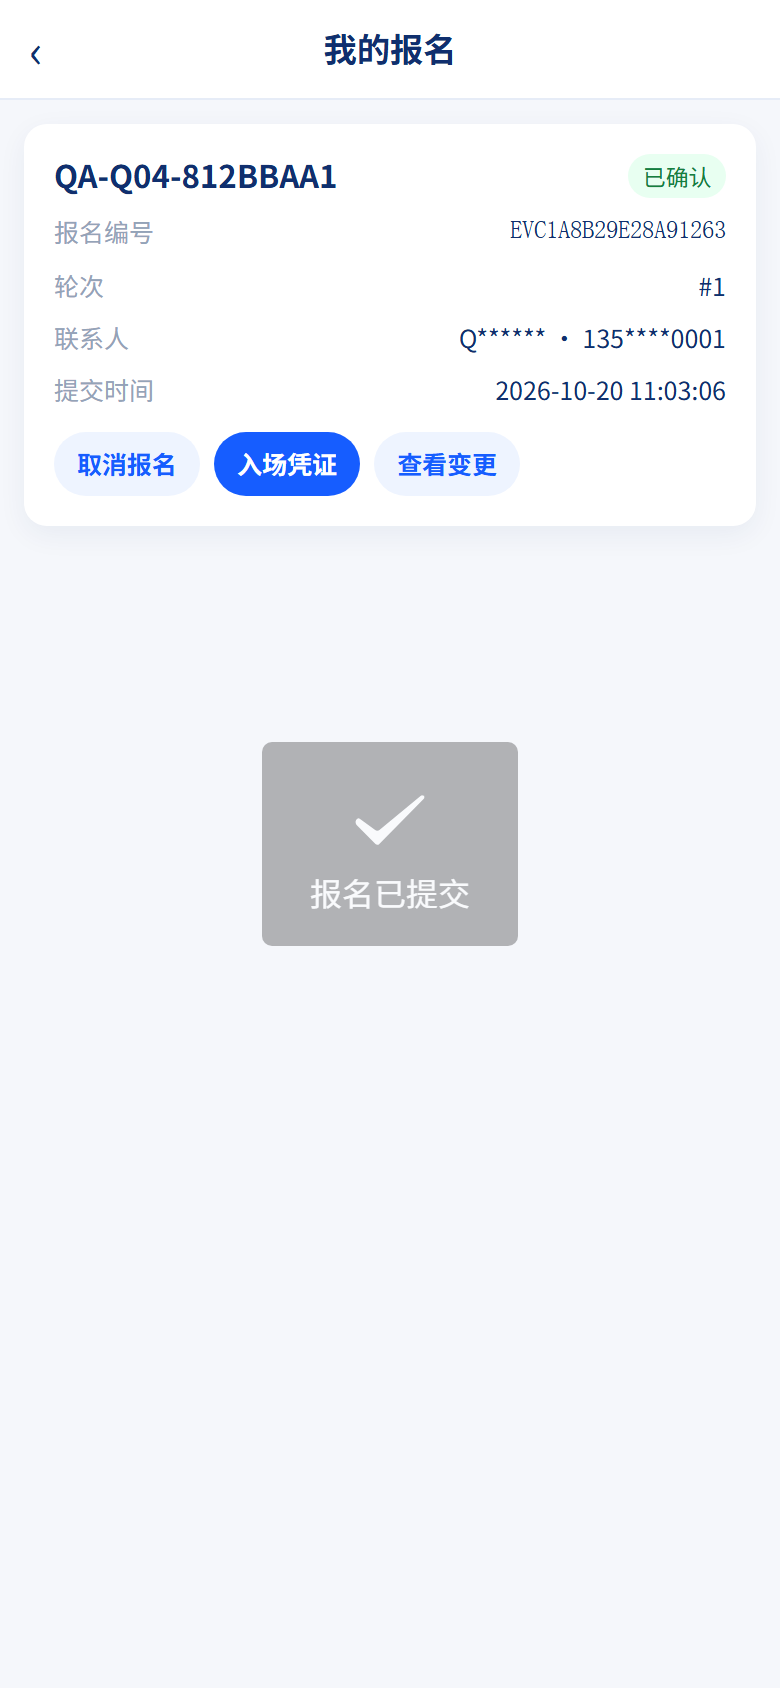 ‹ 我的报名
QA-Q04-812BBAA1 已确认
报名编号 EVC1A8B29E28A91263
轮次 #1
联系人 Q****** · 135****0001
提交时间 2026-10-20 11:03:06
取消报名 入场凭证 查看变更
报名已提交